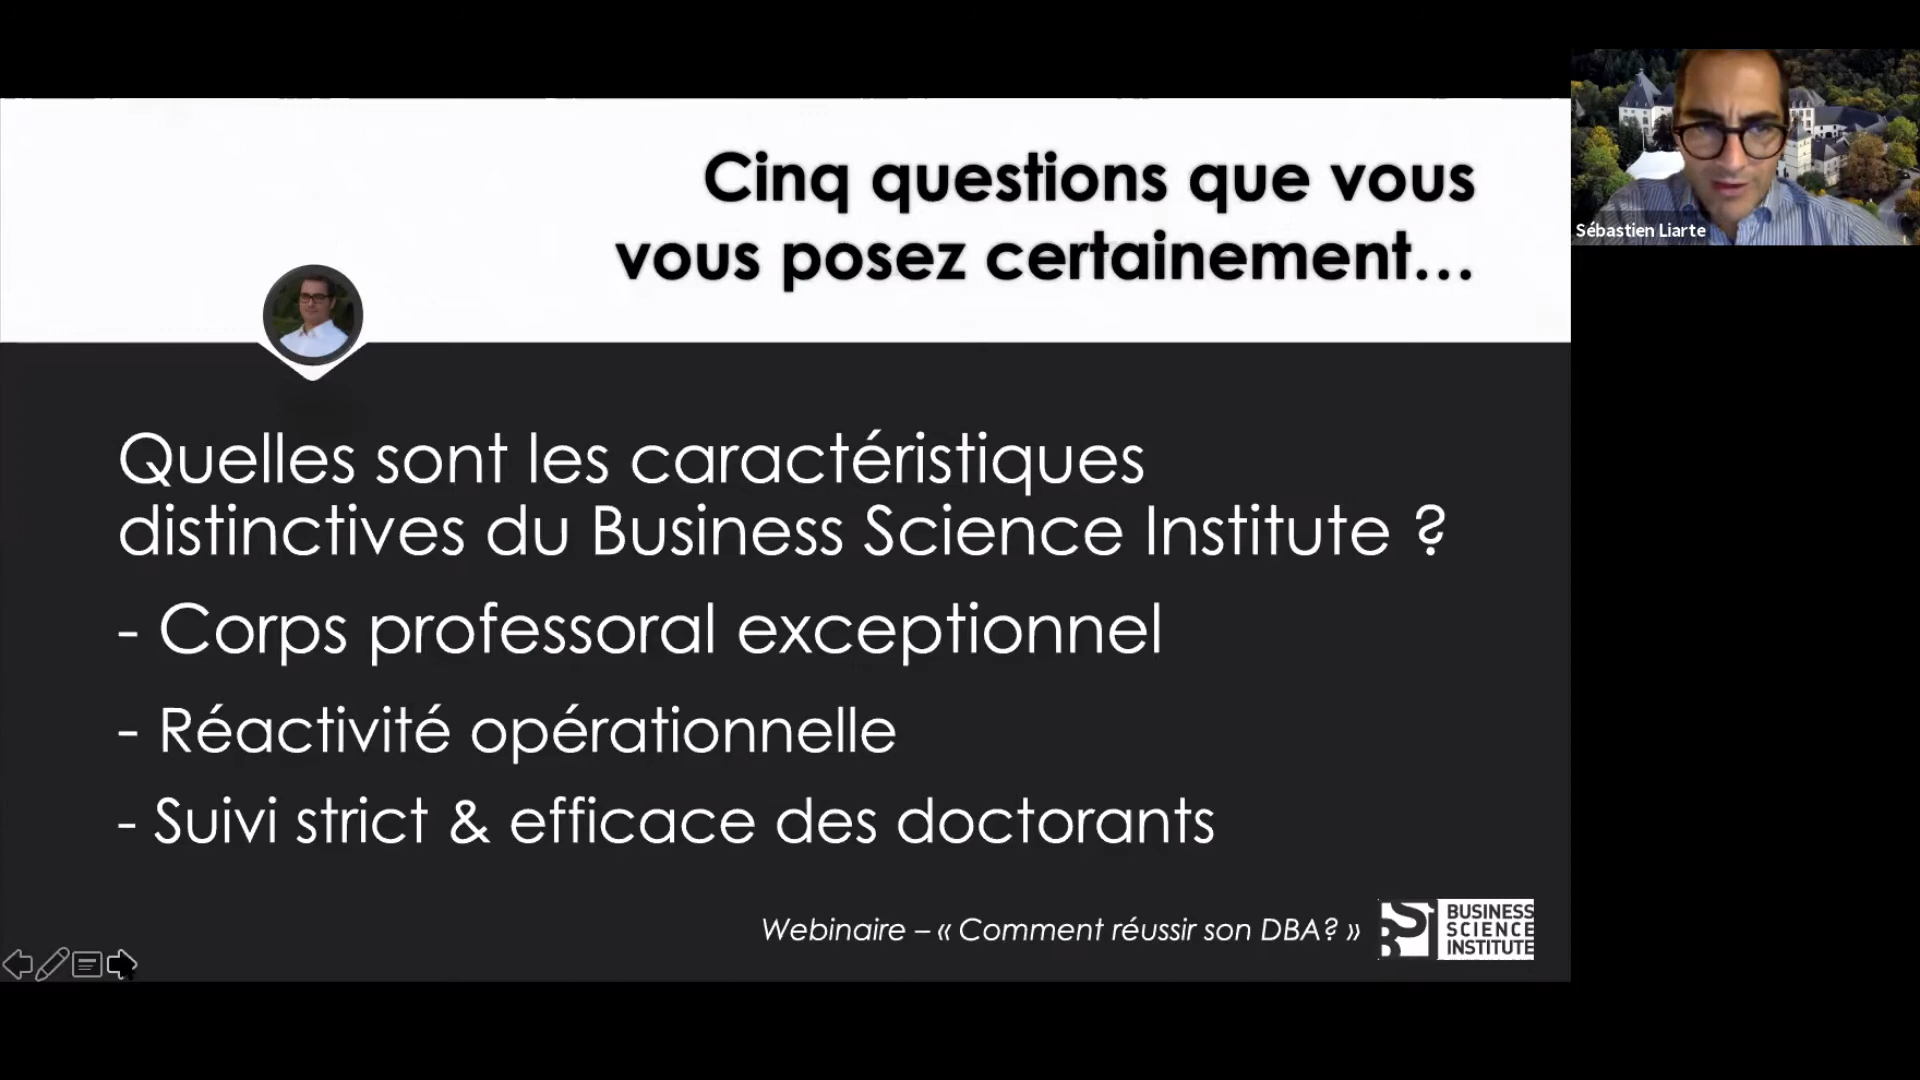 Cinq questions que vous
vous posez certainement…
Sébastien Liarte
Quelles sont les caractéristiques
distinctives du Business Science Institute ?
- Corps professoral exceptionnel
- Réactivité opérationnelle
- Suivi strict & efficace des doctorants
Webinaire – « Comment réussir son DBA? »
BUSINESS
SCIENCE
INSTITUTE